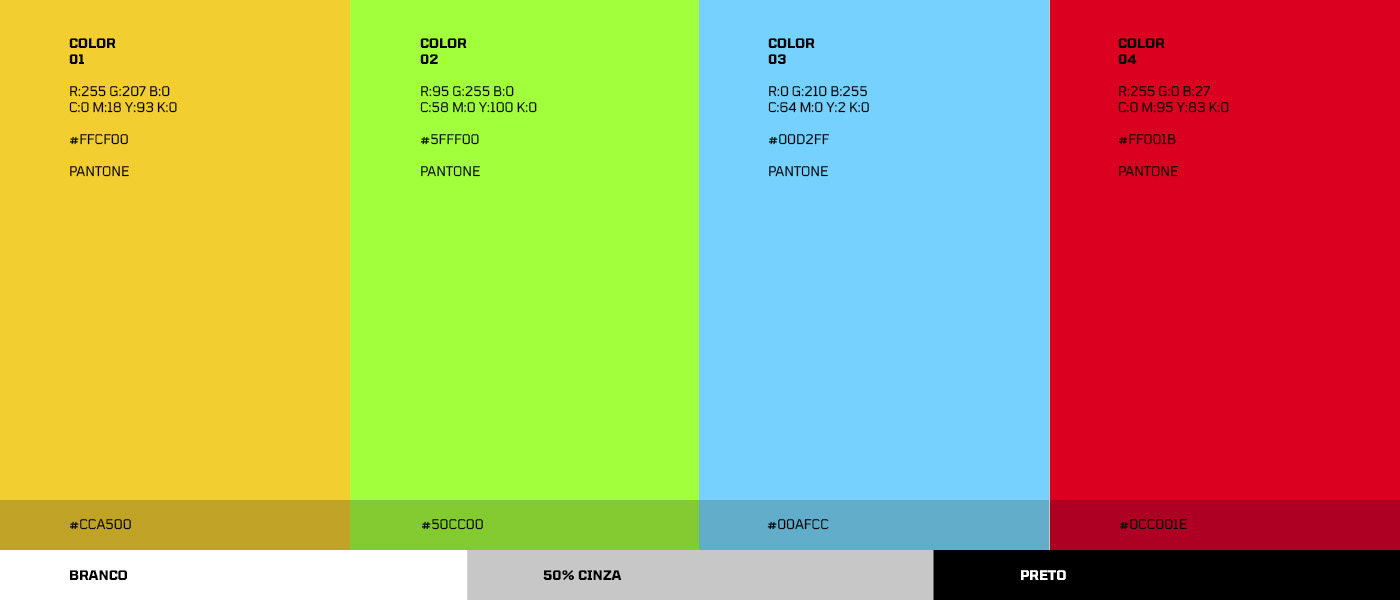 COLOR
01
R:255 G:207 B:0
C:0 M:18 Y:93 K:0
#FFCF00
PANTONE
COLOR
02
R:95 G:255 B:0
C:58 M:0 Y:100 K:0
#5FFF00
PANTONE
COLOR
03
R:0 G:210 B:255
C:64 M:0 Y:2 K:0
#00D2FF
PANTONE
COLOR
04
R:255 G:0 B:27
C:0 M:95 Y:83 K:0
#FF001B
PANTONE
#CCA500
#50CC00
#00AFCC
#0CC001E
BRANCO
50% CINZA
PRETO